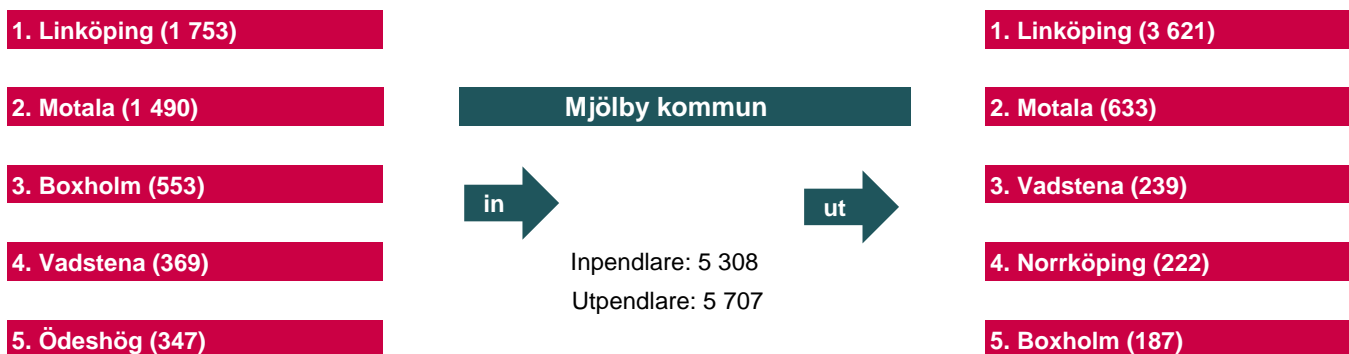 1. Linköping (1 753)
2. Motala (1 490)
3. Boxholm (553)
4. Vadstena (369)
5. Ödeshög (347)
Mjölby kommun
in
ut
Inpendlare: 5 308
Utpendlare: 5 707
1. Linköping (3 621)
2. Motala (633)
3. Vadstena (239)
4. Norrköping (222)
5. Boxholm (187)